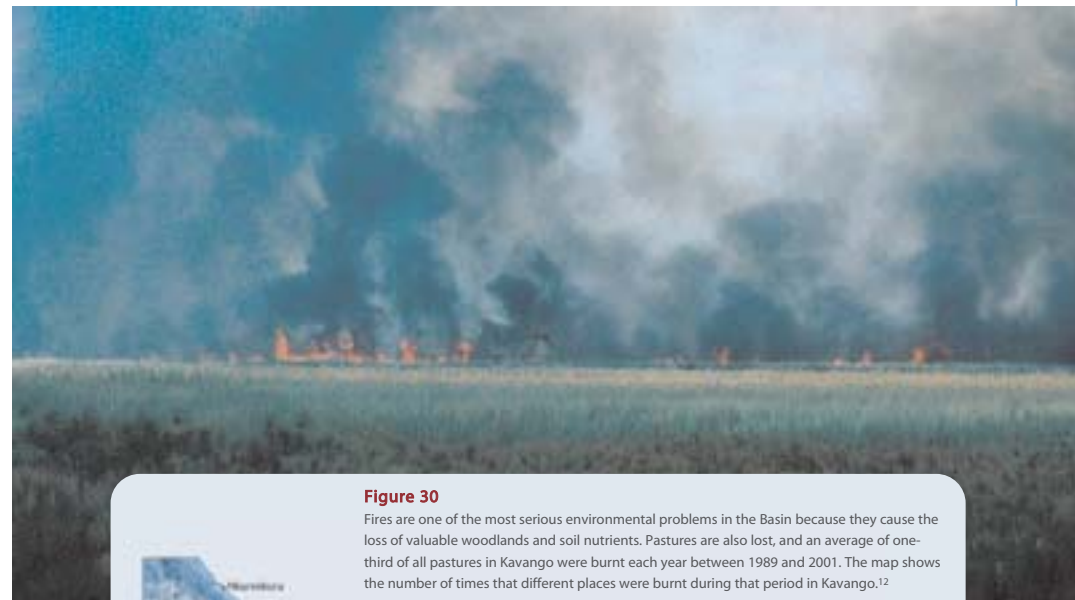 Figure 30
Fires are one of the most serious environmental problems in the Basin because they cause the
loss of valuable woodlands and soil nutrients. Pastures are also lost, and an average of one-
third of all pastures in Kavango were burnt each year between 1989 and 2001. The map shows
the number of times that different places were burnt during that period in Kavango.¹²